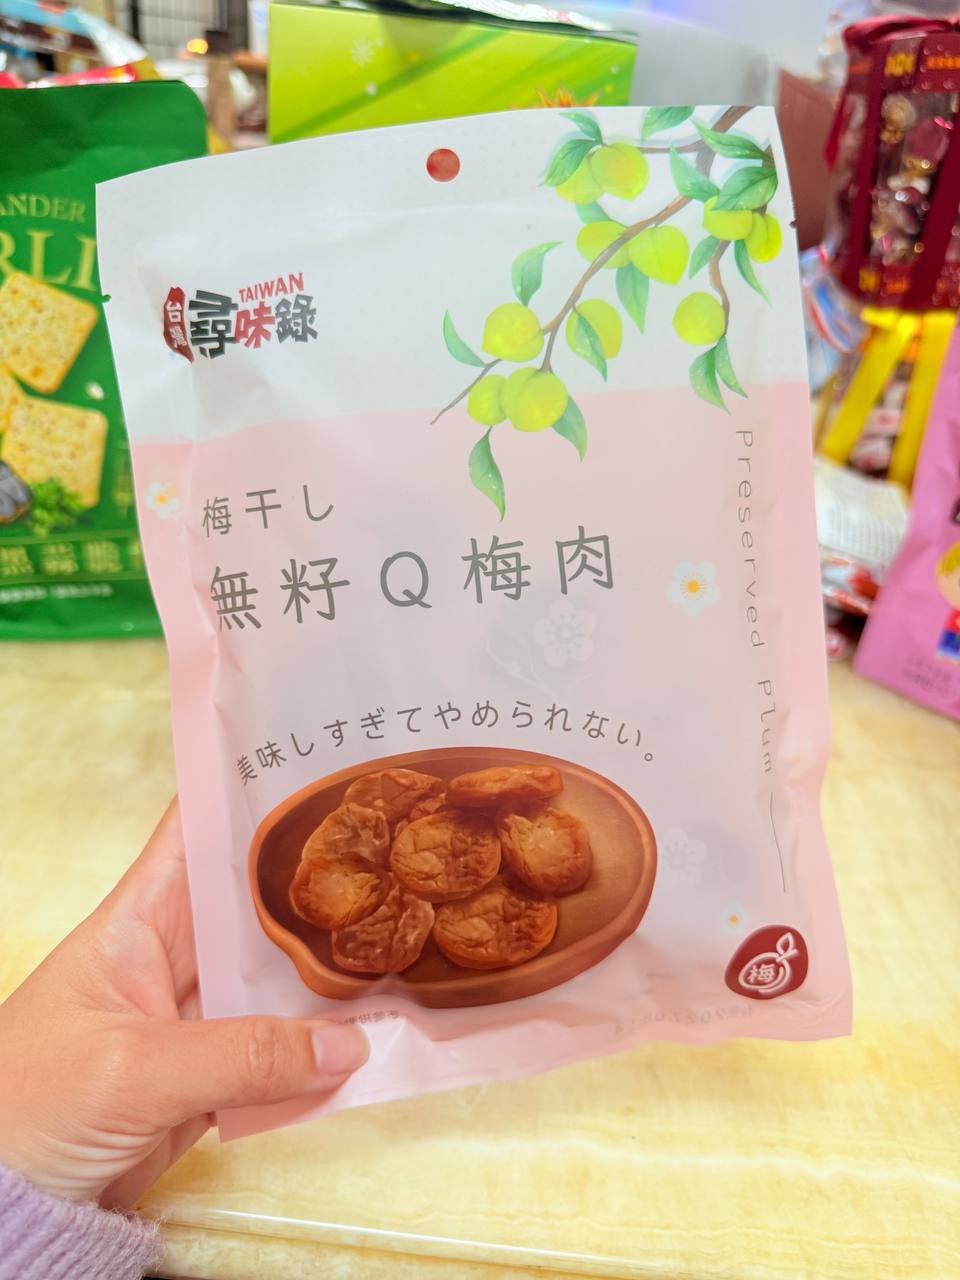 台灣
尋味錄
TAIWAN
梅干し
無籽Q梅肉
美味しすぎてやめられない。
Preserved Plum
梅